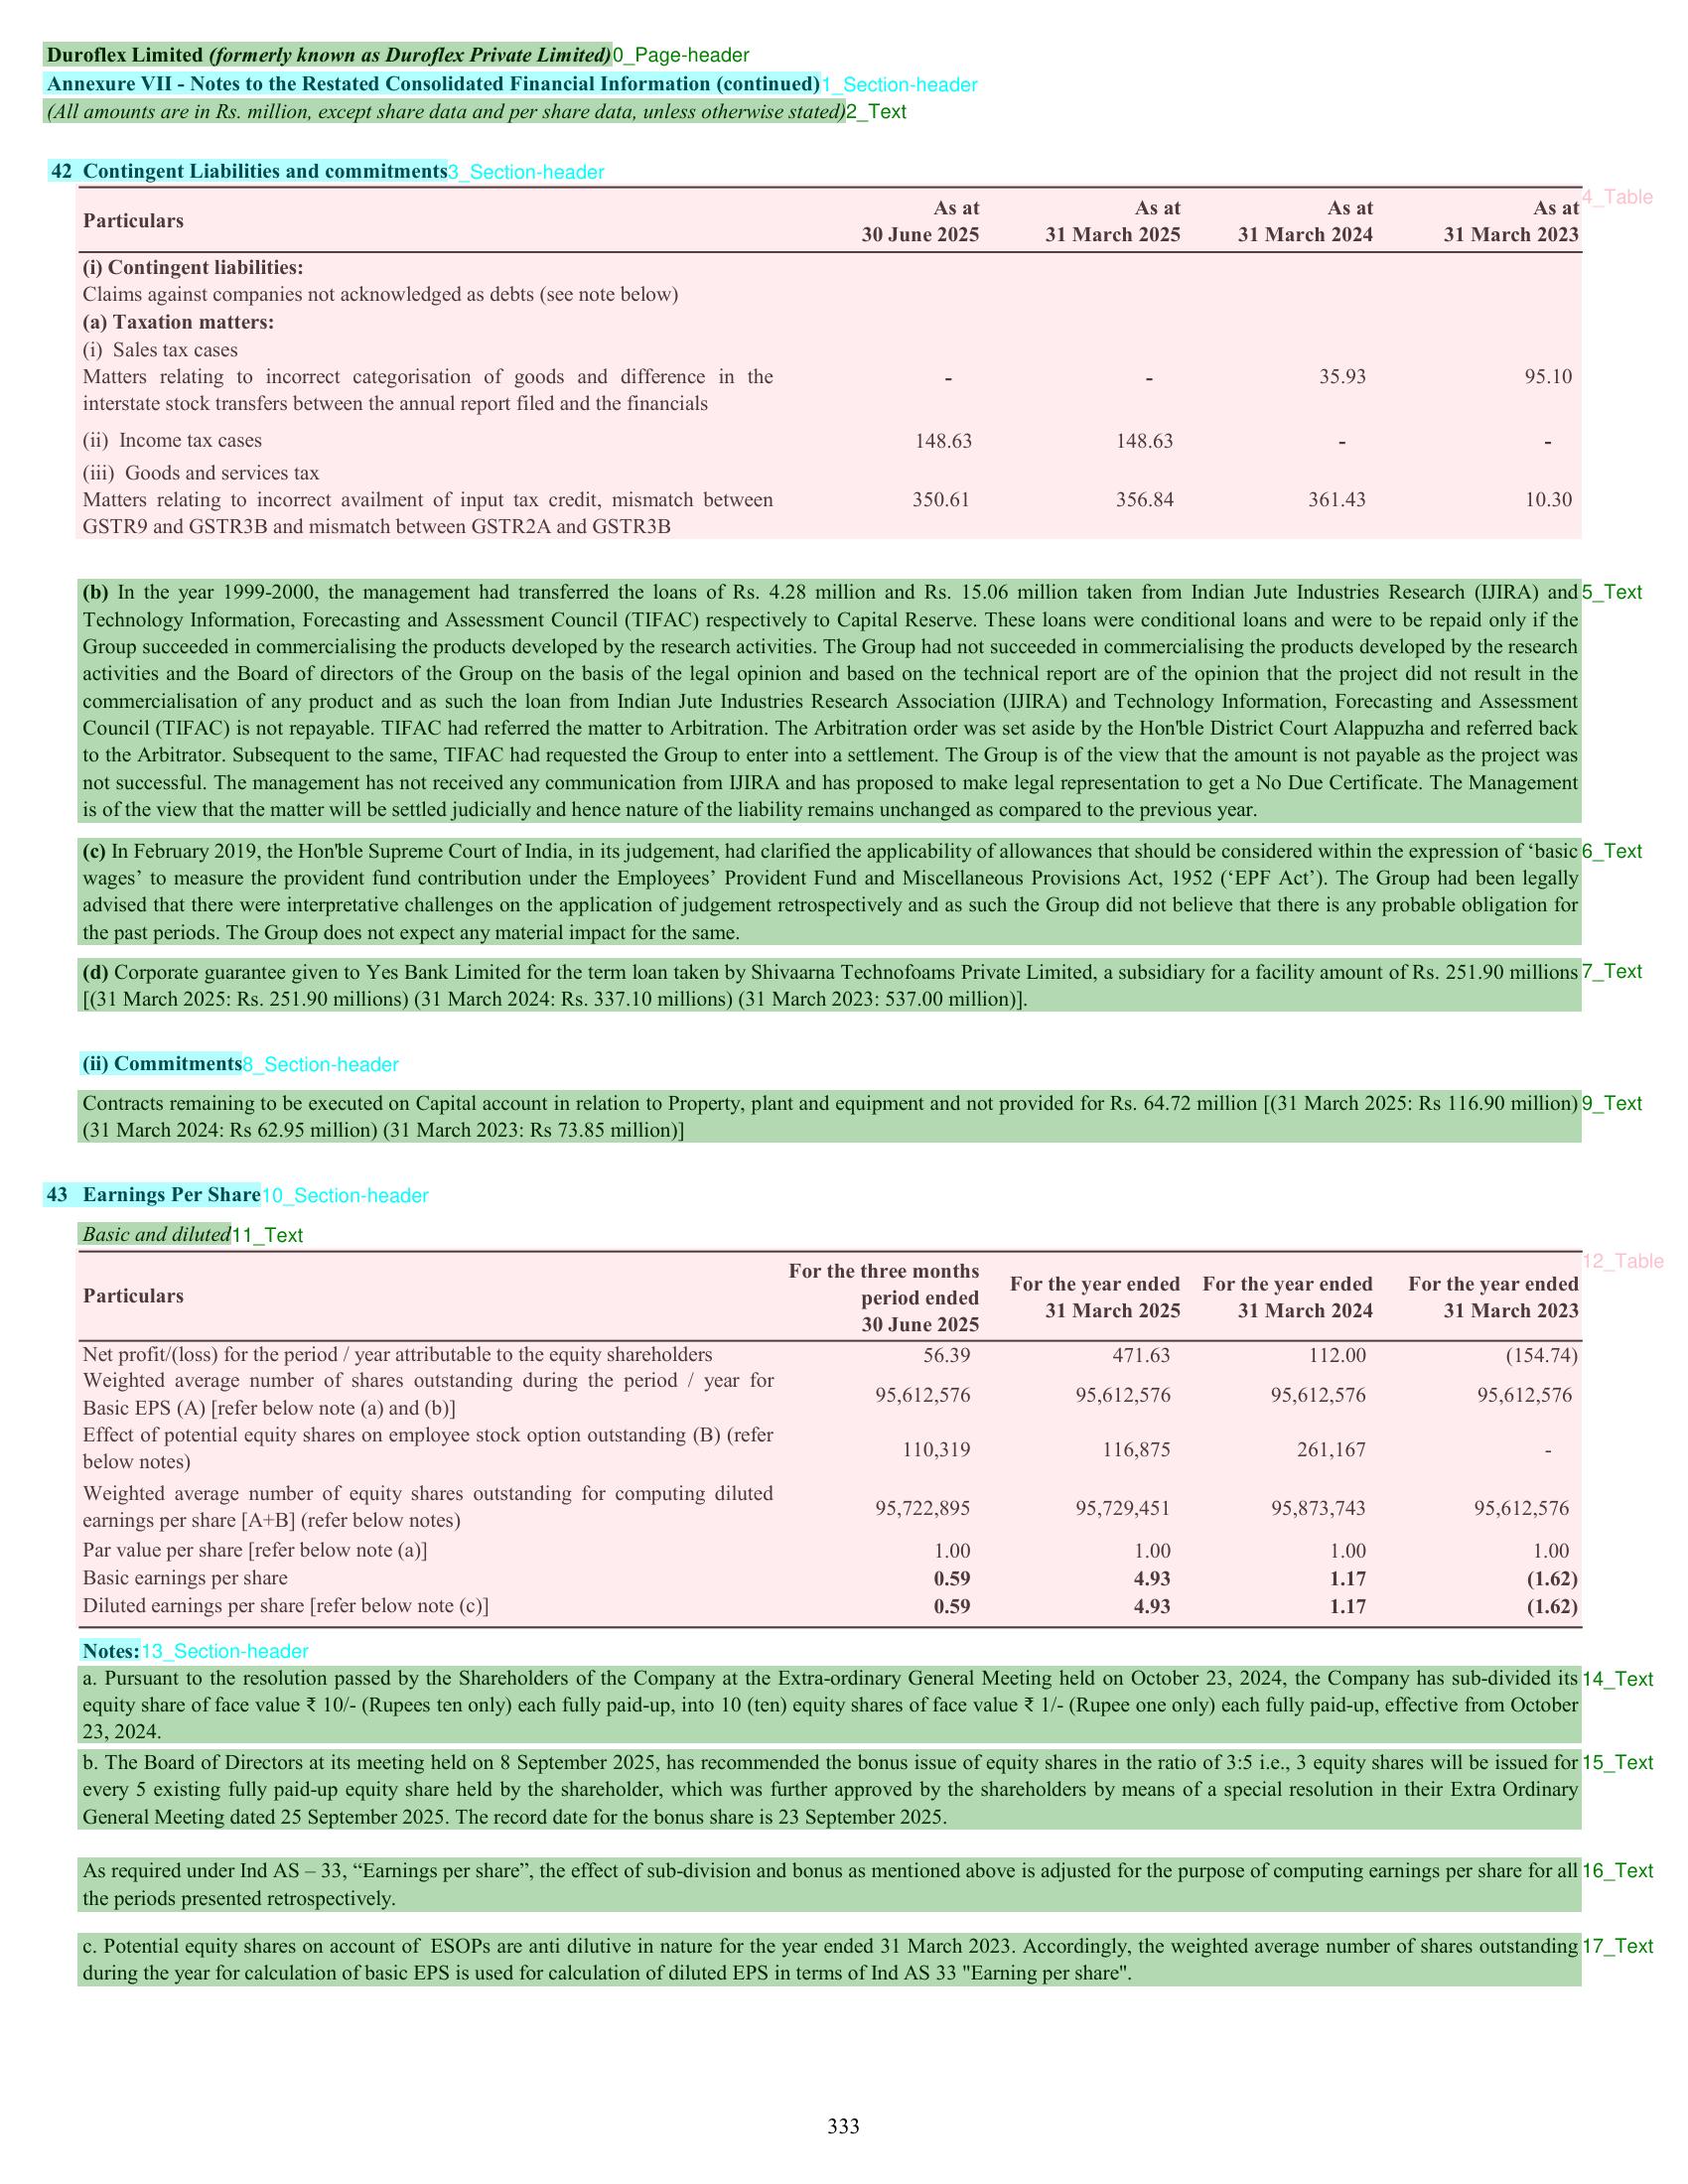 Duroflex Limited (formerly known as Duroflex Private Limited)0_Page-header
Annexure VII - Notes to the Restated Consolidated Financial Information (continued)1_Section-header
(All amounts are in Rs. million, except share data and per share data, unless otherwise stated)2_Text
42 Contingent Liabilities and commitments3_Section-header
4_Table
Particulars As at 30 June 2025 As at 31 March 2025 As at 31 March 2024 As at 31 March 2023
(i) Contingent liabilities:
Claims against companies not acknowledged as debts (see note below)
(a) Taxation matters:
(i) Sales tax cases
Matters relating to incorrect categorisation of goods and difference in the - - 35.93 95.10
interstate stock transfers between the annual report filed and the financials
(ii) Income tax cases 148.63 148.63 - -
(iii) Goods and services tax
Matters relating to incorrect availment of input tax credit, mismatch between 350.61 356.84 361.43 10.30
GSTR9 and GSTR3B and mismatch between GSTR2A and GSTR3B
(b) In the year 1999-2000, the management had transferred the loans of Rs. 4.28 million and Rs. 15.06 million taken from Indian Jute Industries Research (IJIRA) and 5_Text
Technology Information, Forecasting and Assessment Council (TIFAC) respectively to Capital Reserve. These loans were conditional loans and were to be repaid only if the
Group succeeded in commercialising the products developed by the research activities. The Group had not succeeded in commercialising the products developed by the research
activities and the Board of directors of the Group on the basis of the legal opinion and based on the technical report are of the opinion that the project did not result in the
commercialisation of any product and as such the loan from Indian Jute Industries Research Association (IJIRA) and Technology Information, Forecasting and Assessment
Council (TIFAC) is not repayable. TIFAC had referred the matter to Arbitration. The Arbitration order was set aside by the Hon'ble District Court Alappuzha and referred back
to the Arbitrator. Subsequent to the same, TIFAC had requested the Group to enter into a settlement. The Group is of the view that the amount is not payable as the project was
not successful. The management has not received any communication from IJIRA and has proposed to make legal representation to get a No Due Certificate. The Management
is of the view that the matter will be settled judicially and hence nature of the liability remains unchanged as compared to the previous year.
(c) In February 2019, the Hon'ble Supreme Court of India, in its judgement, had clarified the applicability of allowances that should be considered within the expression of ‘basic 6_Text
wages’ to measure the provident fund contribution under the Employees’ Provident Fund and Miscellaneous Provisions Act, 1952 (‘EPF Act’). The Group had been legally
advised that there were interpretative challenges on the application of judgement retrospectively and as such the Group did not believe that there is any probable obligation for
the past periods. The Group does not expect any material impact for the same.
(d) Corporate guarantee given to Yes Bank Limited for the term loan taken by Shivaarna Technofoams Private Limited, a subsidiary for a facility amount of Rs. 251.90 millions 7_Text
[(31 March 2025: Rs. 251.90 millions) (31 March 2024: Rs. 337.10 millions) (31 March 2023: 537.00 million)].
(ii) Commitments8_Section-header
Contracts remaining to be executed on Capital account in relation to Property, plant and equipment and not provided for Rs. 64.72 million [(31 March 2025: Rs 116.90 million) 9_Text
(31 March 2024: Rs 62.95 million) (31 March 2023: Rs 73.85 million)]
43 Earnings Per Share10_Section-header
Basic and diluted11_Text
12_Table
Particulars For the three months period ended 30 June 2025 For the year ended 31 March 2025 For the year ended 31 March 2024 For the year ended 31 March 2023
Net profit/(loss) for the period / year attributable to the equity shareholders 56.39 471.63 112.00 (154.74)
Weighted average number of shares outstanding during the period / year for
Basic EPS (A) [refer below note (a) and (b)] 95,612,576 95,612,576 95,612,576 95,612,576
Effect of potential equity shares on employee stock option outstanding (B) (refer
below notes) 110,319 116,875 261,167 -
Weighted average number of equity shares outstanding for computing diluted
earnings per share [A+B] (refer below notes) 95,722,895 95,729,451 95,873,743 95,612,576
Par value per share [refer below note (a)] 1.00 1.00 1.00 1.00
Basic earnings per share 0.59 4.93 1.17 (1.62)
Diluted earnings per share [refer below note (c)] 0.59 4.93 1.17 (1.62)
Notes:13_Section-header
a. Pursuant to the resolution passed by the Shareholders of the Company at the Extra-ordinary General Meeting held on October 23, 2024, the Company has sub-divided its 14_Text
equity share of face value ₹ 10/- (Rupees ten only) each fully paid-up, into 10 (ten) equity shares of face value ₹ 1/- (Rupee one only) each fully paid-up, effective from October
23, 2024.
b. The Board of Directors at its meeting held on 8 September 2025, has recommended the bonus issue of equity shares in the ratio of 3:5 i.e., 3 equity shares will be issued for 15_Text
every 5 existing fully paid-up equity share held by the shareholder, which was further approved by the shareholders by means of a special resolution in their Extra Ordinary
General Meeting dated 25 September 2025. The record date for the bonus share is 23 September 2025.
As required under Ind AS – 33, “Earnings per share”, the effect of sub-division and bonus as mentioned above is adjusted for the purpose of computing earnings per share for all 16_Text
the periods presented retrospectively.
c. Potential equity shares on account of ESOPs are anti dilutive in nature for the year ended 31 March 2023. Accordingly, the weighted average number of shares outstanding 17_Text
during the year for calculation of basic EPS is used for calculation of diluted EPS in terms of Ind AS 33 "Earning per share".
333